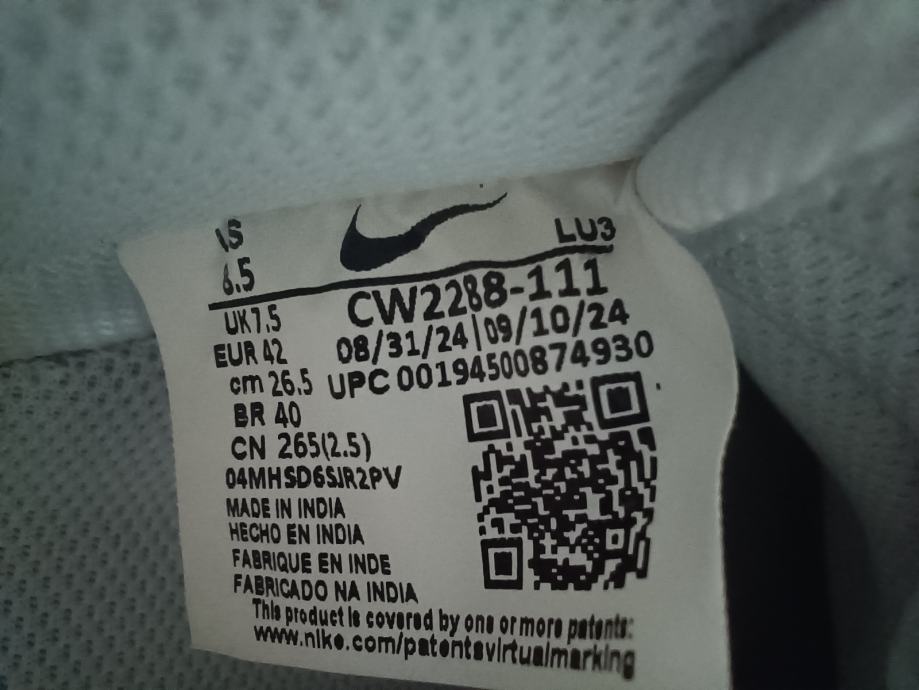 LU3
6.5
CW2288-111
UK7.5
08/31/24|09/10/24
EUR 42
UPC 00194500874930
cm 26.5
BR 40
CN 265(2.5)
04MHSD6SJR2PV
MADE IN INDIA
HECHO EN INDIA
FABRIQUE EN INDE
FABRICADO NA INDIA
This product is covered by one or more patents:
www.nike.com/patentsvirtualmarking